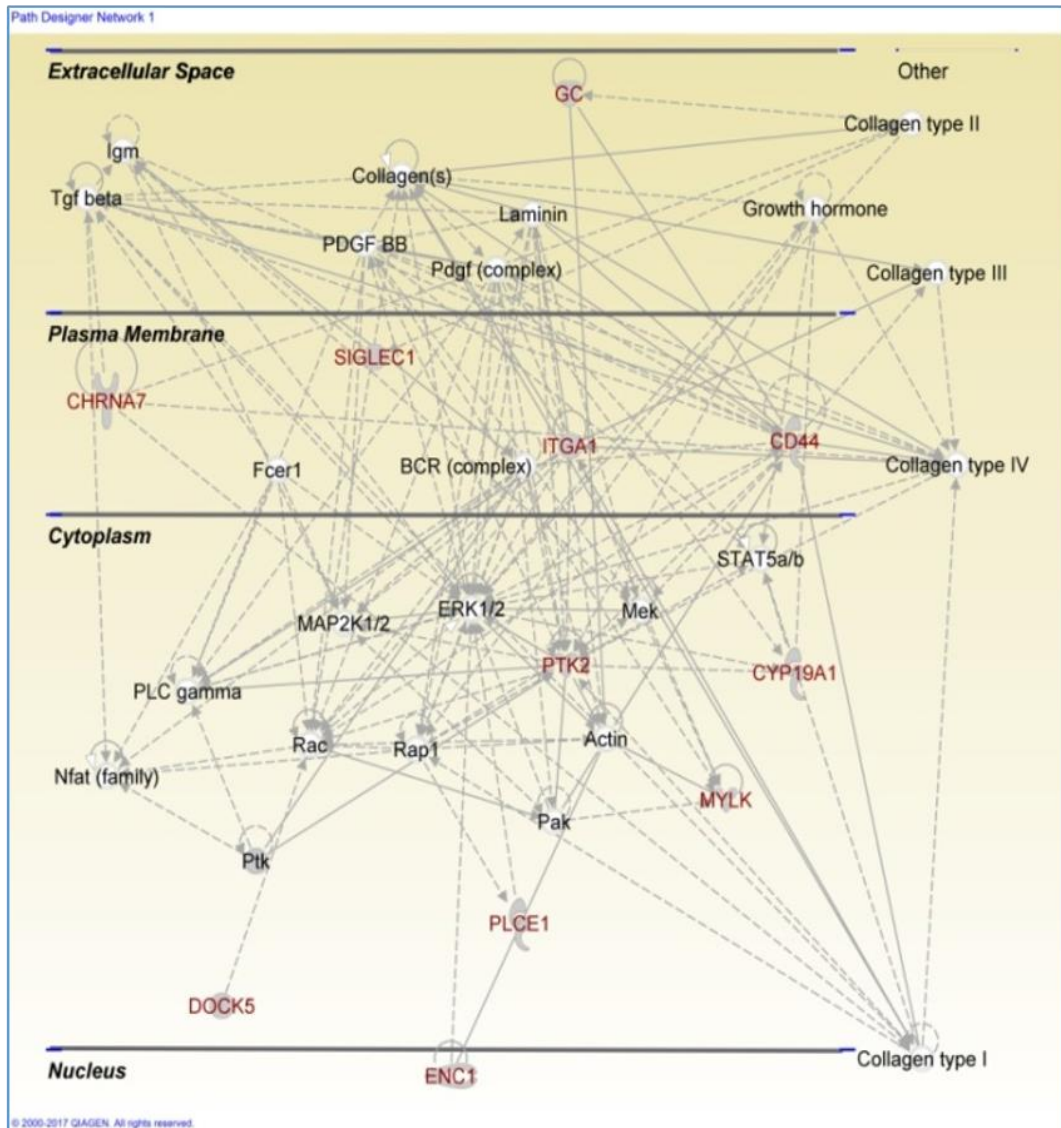 Path Designer Network 1
Extracellular Space
Other
GC
Collagen type II
Igm
Collagen(s)
Tgf beta
Laminin
Growth hormone
PDGF BB
Pdgf (complex)
Collagen type III
Plasma Membrane
SIGLEC1
CHRNA7
ITGA1
CD44
Fcer1
BCR (complex)
Collagen type IV
Cytoplasm
STAT5a/b
ERK1/2
Mek
MAP2K1/2
PTK2
CYP19A1
PLC gamma
Rac
Rap1
Actin
Nfat (family)
MYLK
Pak
Ptk
PLCE1
DOCK5
Collagen type I
Nucleus
ENC1
© 2000-2017 QIAGEN. All rights reserved.